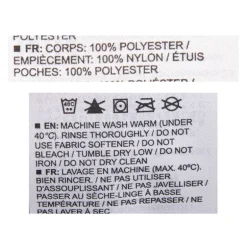 POLYESTER
■ FR: CORPS: 100% POLYESTER /
EMPIÈCEMENT: 100% NYLON / ÉTUIS
POCHES: 100% POLYESTER
■ EN: MACHINE WASH WARM (UNDER
40°C). RINSE THOROUGHLY / DO NOT
USE FABRIC SOFTENER / DO NOT
BLEACH / TUMBLE DRY LOW / DO NOT
IRON / DO NOT DRY CLEAN
■ FR: LAVAGE EN MACHINE (MAX. 40°C).
BIEN RINCER. / NE PAS UTILISER
D'ASSOUPLISSANT / NE PAS JAVELLISER /
PASSER AU SÈCHE-LINGE À BASSE
TEMPÉRATURE / NE PAS REPASSER / NE
PAS LAVER À SEC